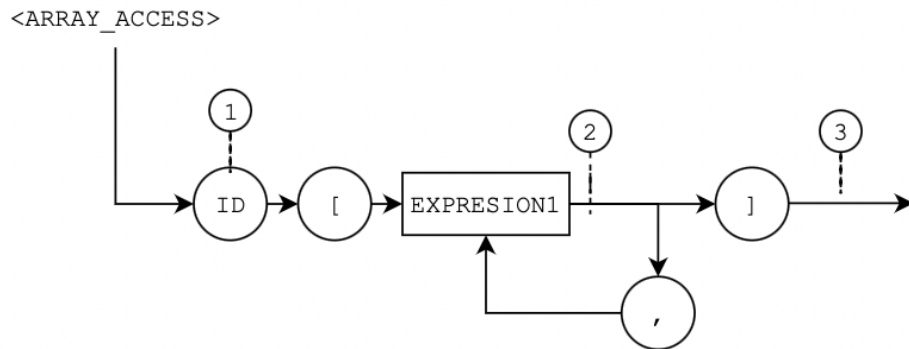 <ARRAY_ACCESS>
1
2
3
ID
[
EXPRESION1
]
,